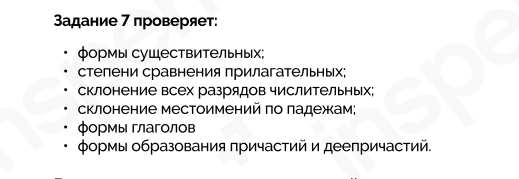 Задание 7 проверяет:
• формы существительных;
• степени сравнения прилагательных;
• склонение всех разрядов числительных;
• склонение местоимений по падежам;
• формы глаголов
• формы образования причастий и деепричастий.